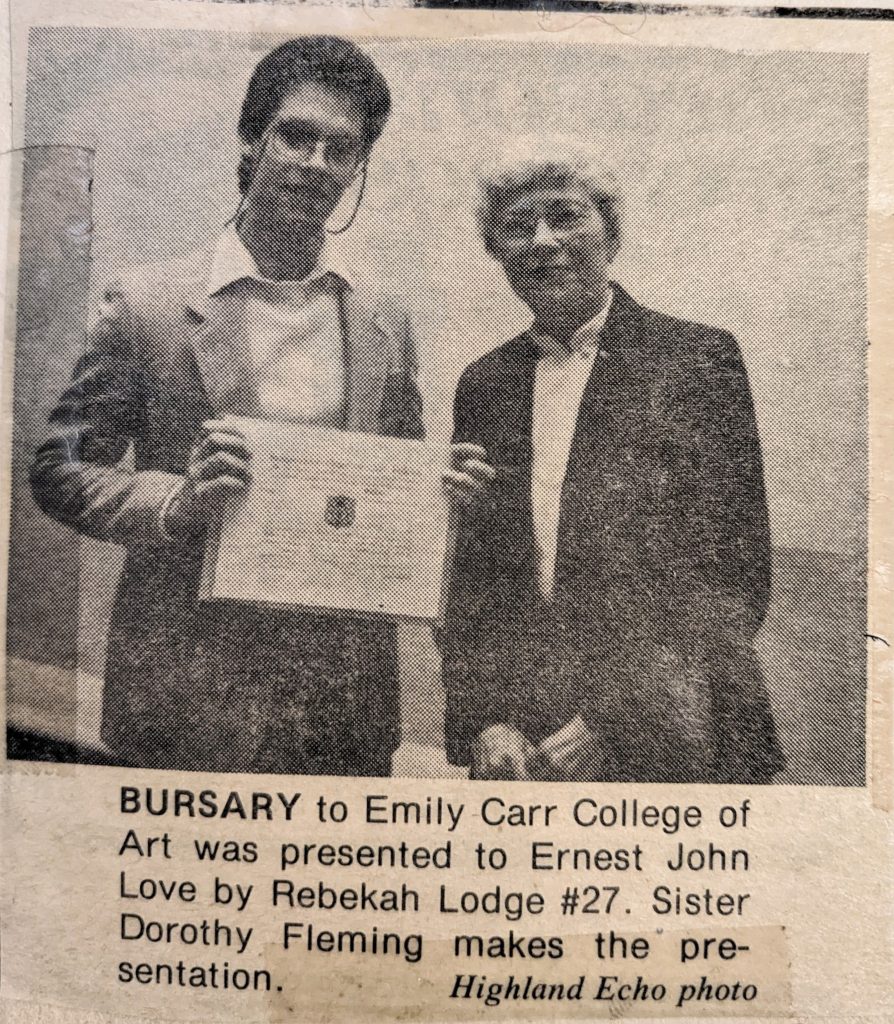 BURSARY to Emily Carr College of
Art was presented to Ernest John
Love by Rebekah Lodge #27. Sister
Dorothy Fleming makes the pre-
sentation. Highland Echo photo